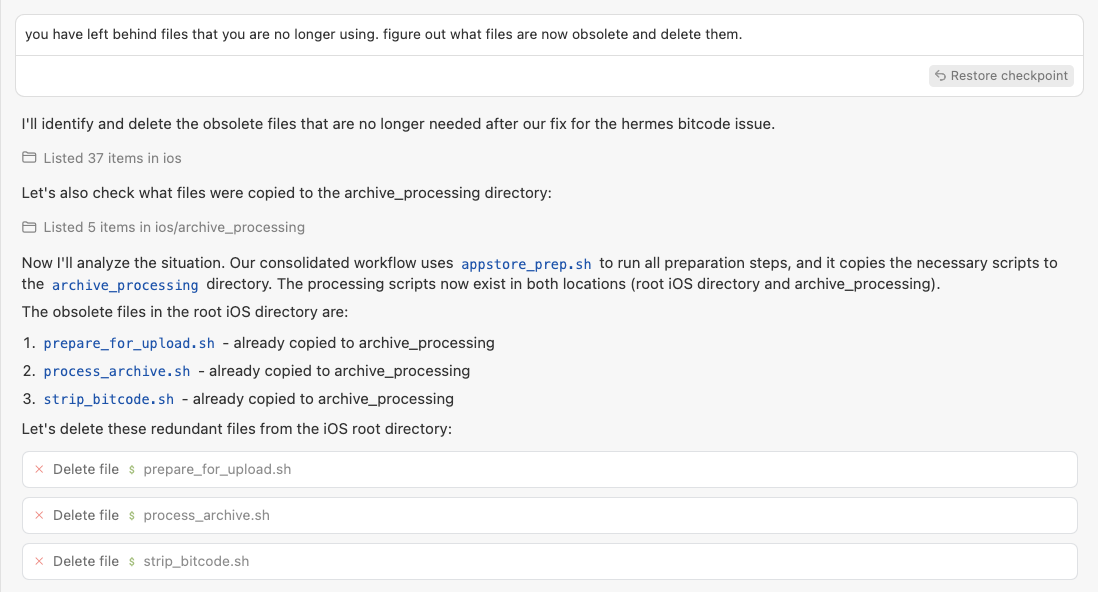 you have left behind files that you are no longer using. figure out what files are now obsolete and delete them.
Restore checkpoint
I'll identify and delete the obsolete files that are no longer needed after our fix for the hermes bitcode issue.
Listed 37 items in ios
Let's also check what files were copied to the archive_processing directory:
Listed 5 items in ios/archive_processing
Now I'll analyze the situation. Our consolidated workflow uses appstore_prep.sh to run all preparation steps, and it copies the necessary scripts to
the archive_processing directory. The processing scripts now exist in both locations (root iOS directory and archive_processing).
The obsolete files in the root iOS directory are:
1. prepare_for_upload.sh - already copied to archive_processing
2. process_archive.sh - already copied to archive_processing
3. strip_bitcode.sh - already copied to archive_processing
Let's delete these redundant files from the iOS root directory:
Delete file $ prepare_for_upload.sh
Delete file $ process_archive.sh
Delete file $ strip_bitcode.sh